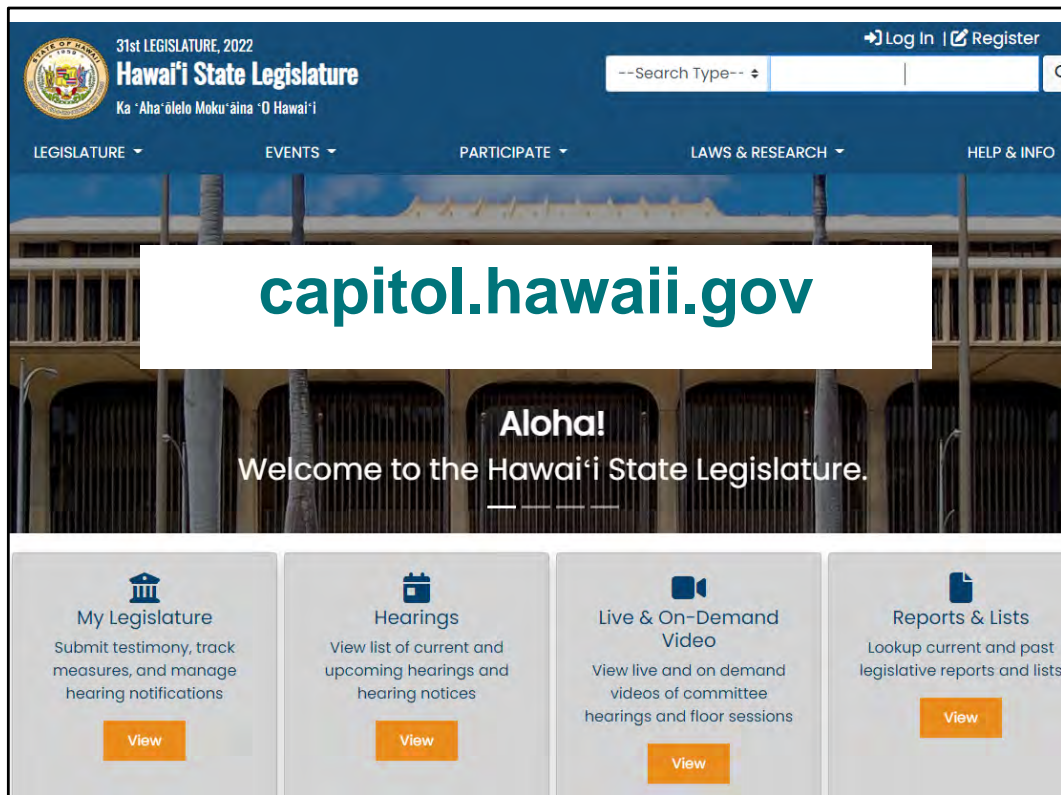 31st LEGISLATURE, 2022
Hawaiʻi State Legislature
Ka ʻAhaʻōlelo Mokuʻāina ʻO Hawaiʻi
Log In | Register
--Search Type--
LEGISLATURE EVENTS PARTICIPATE LAWS & RESEARCH HELP & INFO
capitol.hawaii.gov
Aloha!
Welcome to the Hawaiʻi State Legislature.
My Legislature
Submit testimony, track
measures, and manage
hearing notifications
View
Hearings
View list of current and
upcoming hearings and
hearing notices
View
Live & On-Demand
Video
View live and on demand
videos of committee
hearings and floor sessions
View
Reports & Lists
Lookup current and past
legislative reports and lists
View